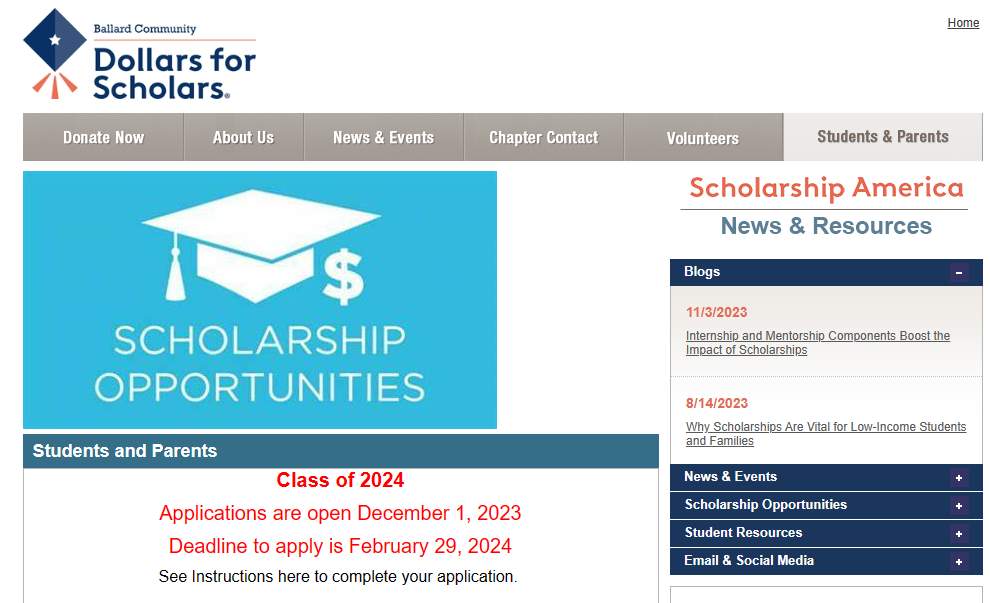 Ballard Community
Dollars for
Scholars®
Home
Donate Now
About Us
News & Events
Chapter Contact
Volunteers
Students & Parents
$
SCHOLARSHIP
OPPORTUNITIES
Students and Parents
Class of 2024
Applications are open December 1, 2023
Deadline to apply is February 29, 2024
See Instructions here to complete your application.
Scholarship America
News & Resources
Blogs
–
11/3/2023
Internship and Mentorship Components Boost the
Impact of Scholarships
8/14/2023
Why Scholarships Are Vital for Low-Income Students
and Families
News & Events
+
Scholarship Opportunities
+
Student Resources
+
Email & Social Media
+